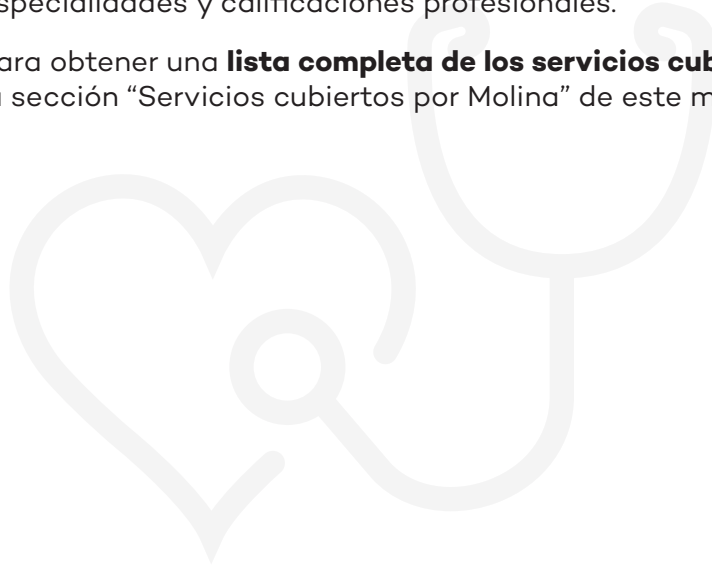 specialidades y calificaciones profesionales.
ara obtener una lista completa de los servicios cub
a sección “Servicios cubiertos por Molina” de este m